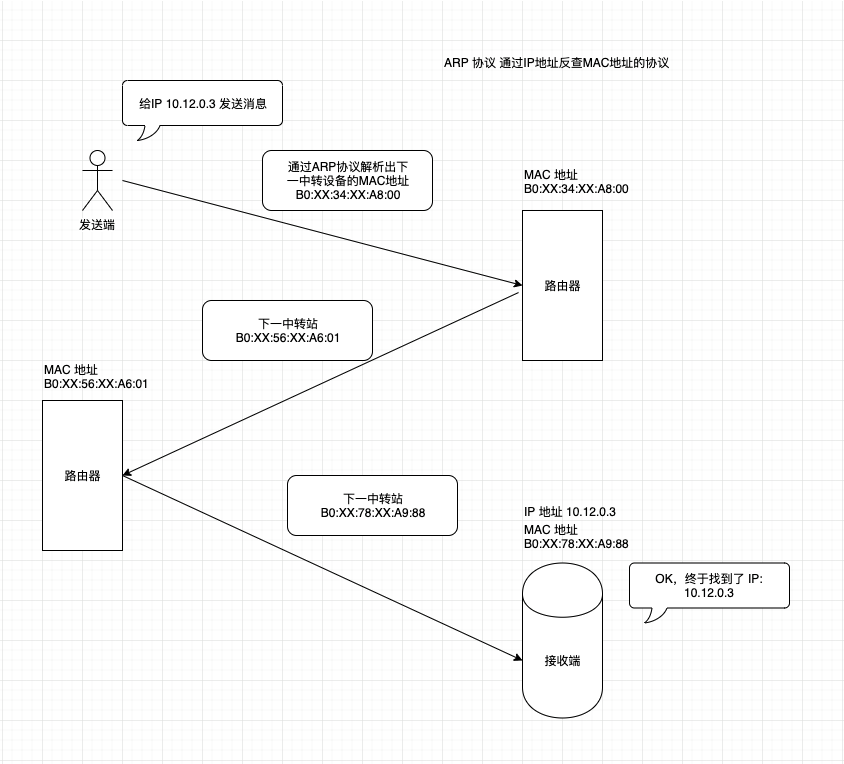 ARP 协议 通过IP地址反查MAC地址的协议
给IP 10.12.0.3 发送消息
发送端
通过ARP协议解析出下
一中转设备的MAC地址
B0:XX:34:XX:A8:00
MAC 地址
B0:XX:34:XX:A8:00
路由器
下一中转站
B0:XX:56:XX:A6:01
MAC 地址
B0:XX:56:XX:A6:01
路由器
下一中转站
B0:XX:78:XX:A9:88
IP 地址 10.12.0.3
MAC 地址
B0:XX:78:XX:A9:88
OK，终于找到了 IP:
10.12.0.3
接收端